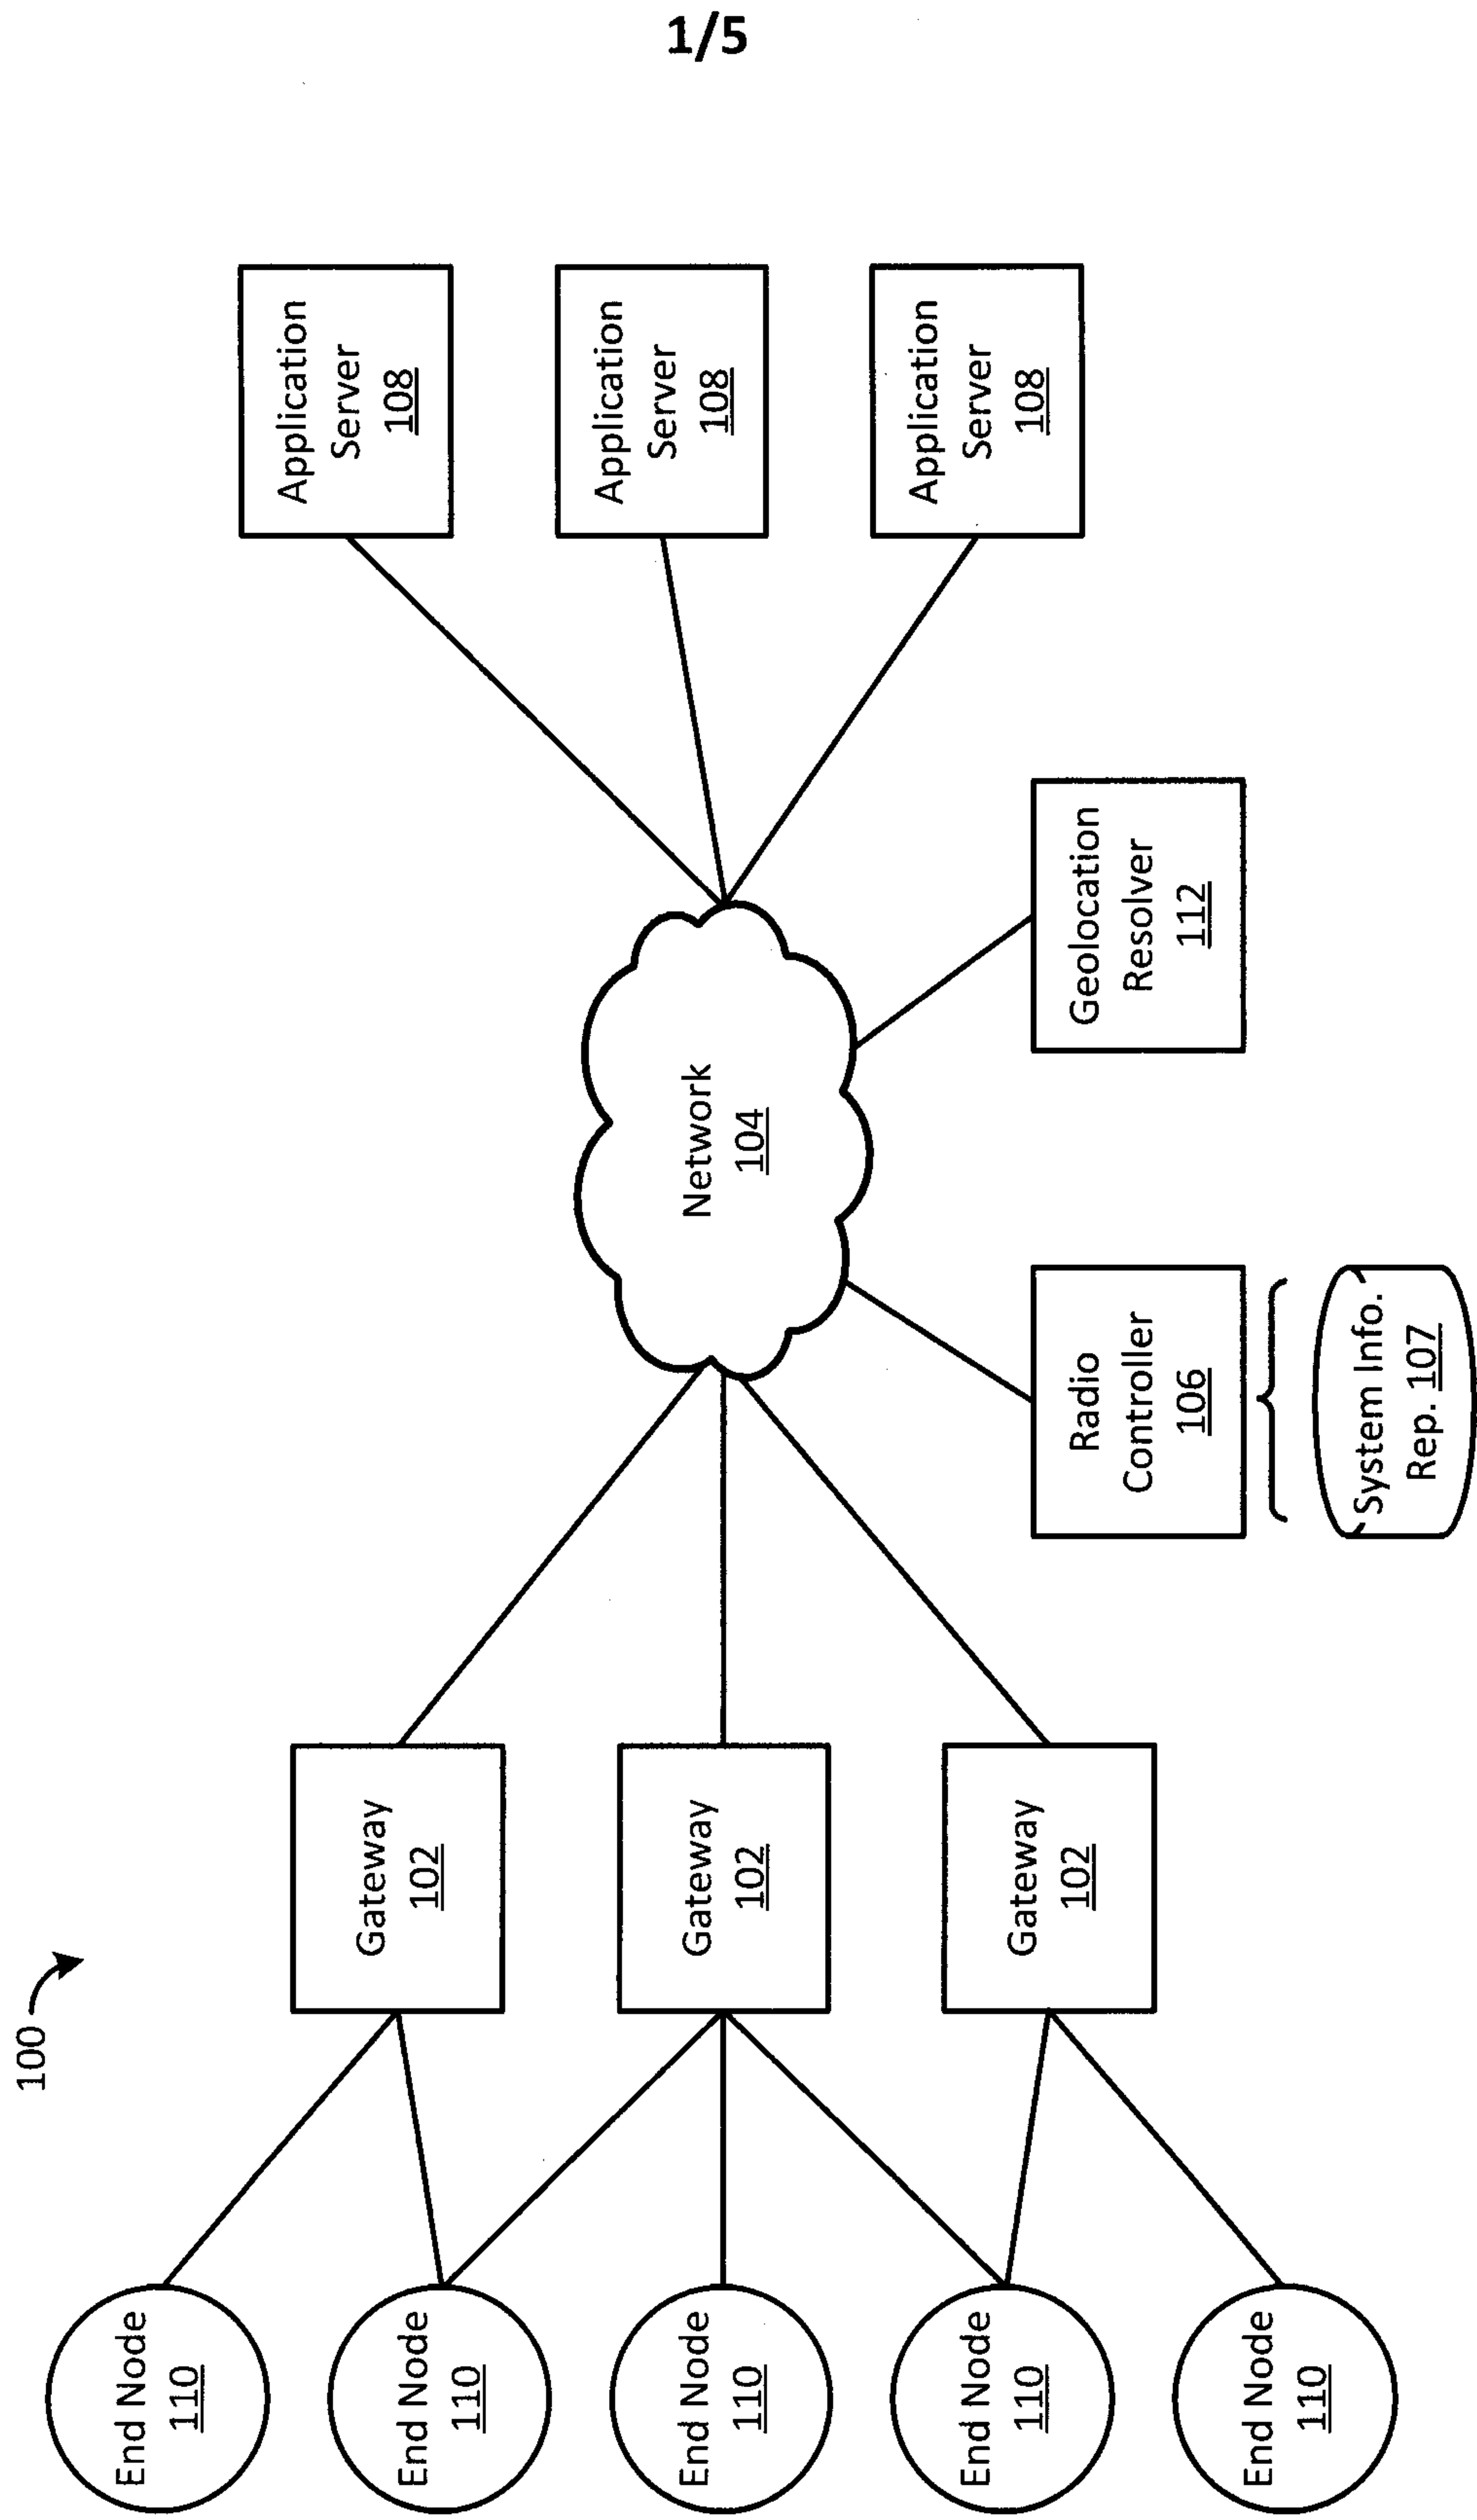 1/5
100
End Node
110
End Node
110
End Node
110
End Node
110
End Node
110
Gateway
102
Gateway
102
Gateway
102
Network
104
Radio
Controller
106
System Info.
Rep. 107
Geolocation
Resolver
112
Application
Server
108
Application
Server
108
Application
Server
108